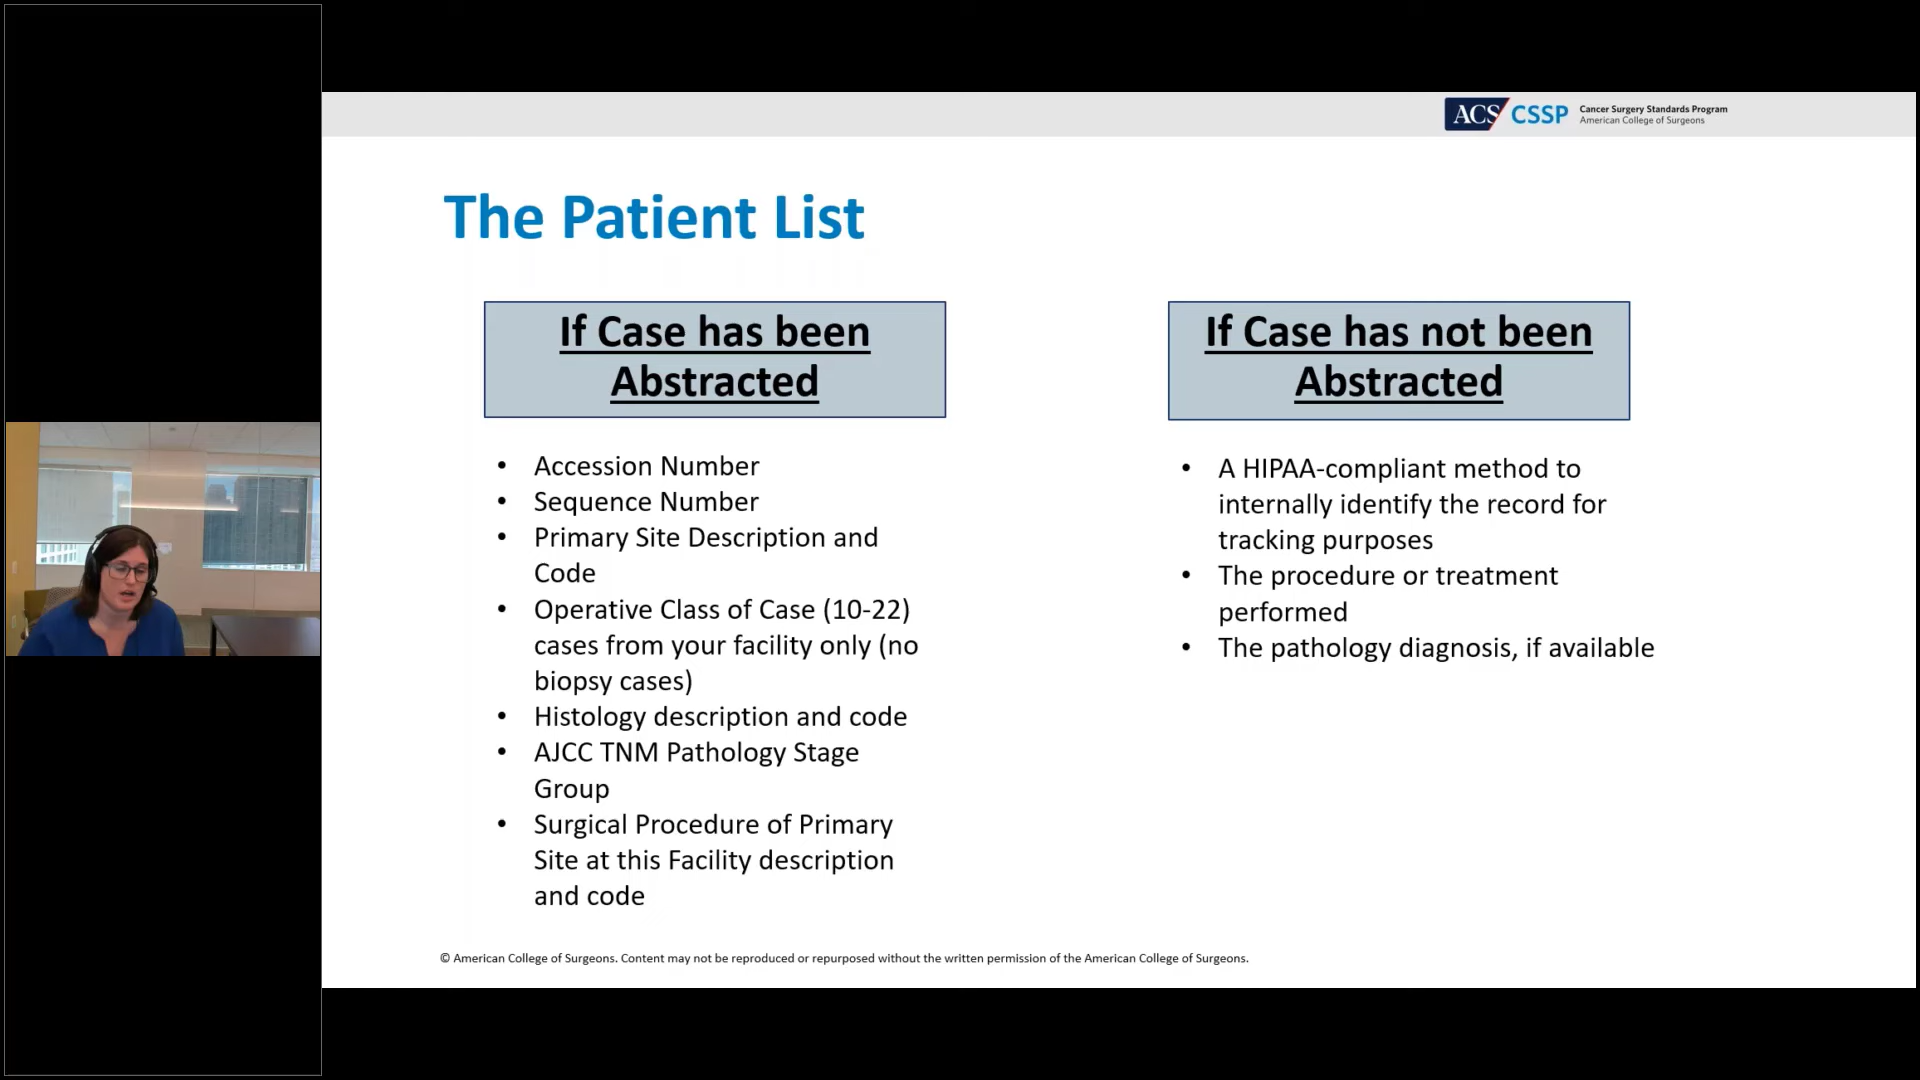 ACS CSSP Cancer Surgery Standards Program
American College of Surgeons
The Patient List
If Case has been
Abstracted
• Accession Number
• Sequence Number
• Primary Site Description and
Code
• Operative Class of Case (10-22)
cases from your facility only (no
biopsy cases)
• Histology description and code
• AJCC TNM Pathology Stage
Group
• Surgical Procedure of Primary
Site at this Facility description
and code
If Case has not been
Abstracted
• A HIPAA-compliant method to
internally identify the record for
tracking purposes
• The procedure or treatment
performed
• The pathology diagnosis, if available
© American College of Surgeons. Content may not be reproduced or repurposed without the written permission of the American College of Surgeons.